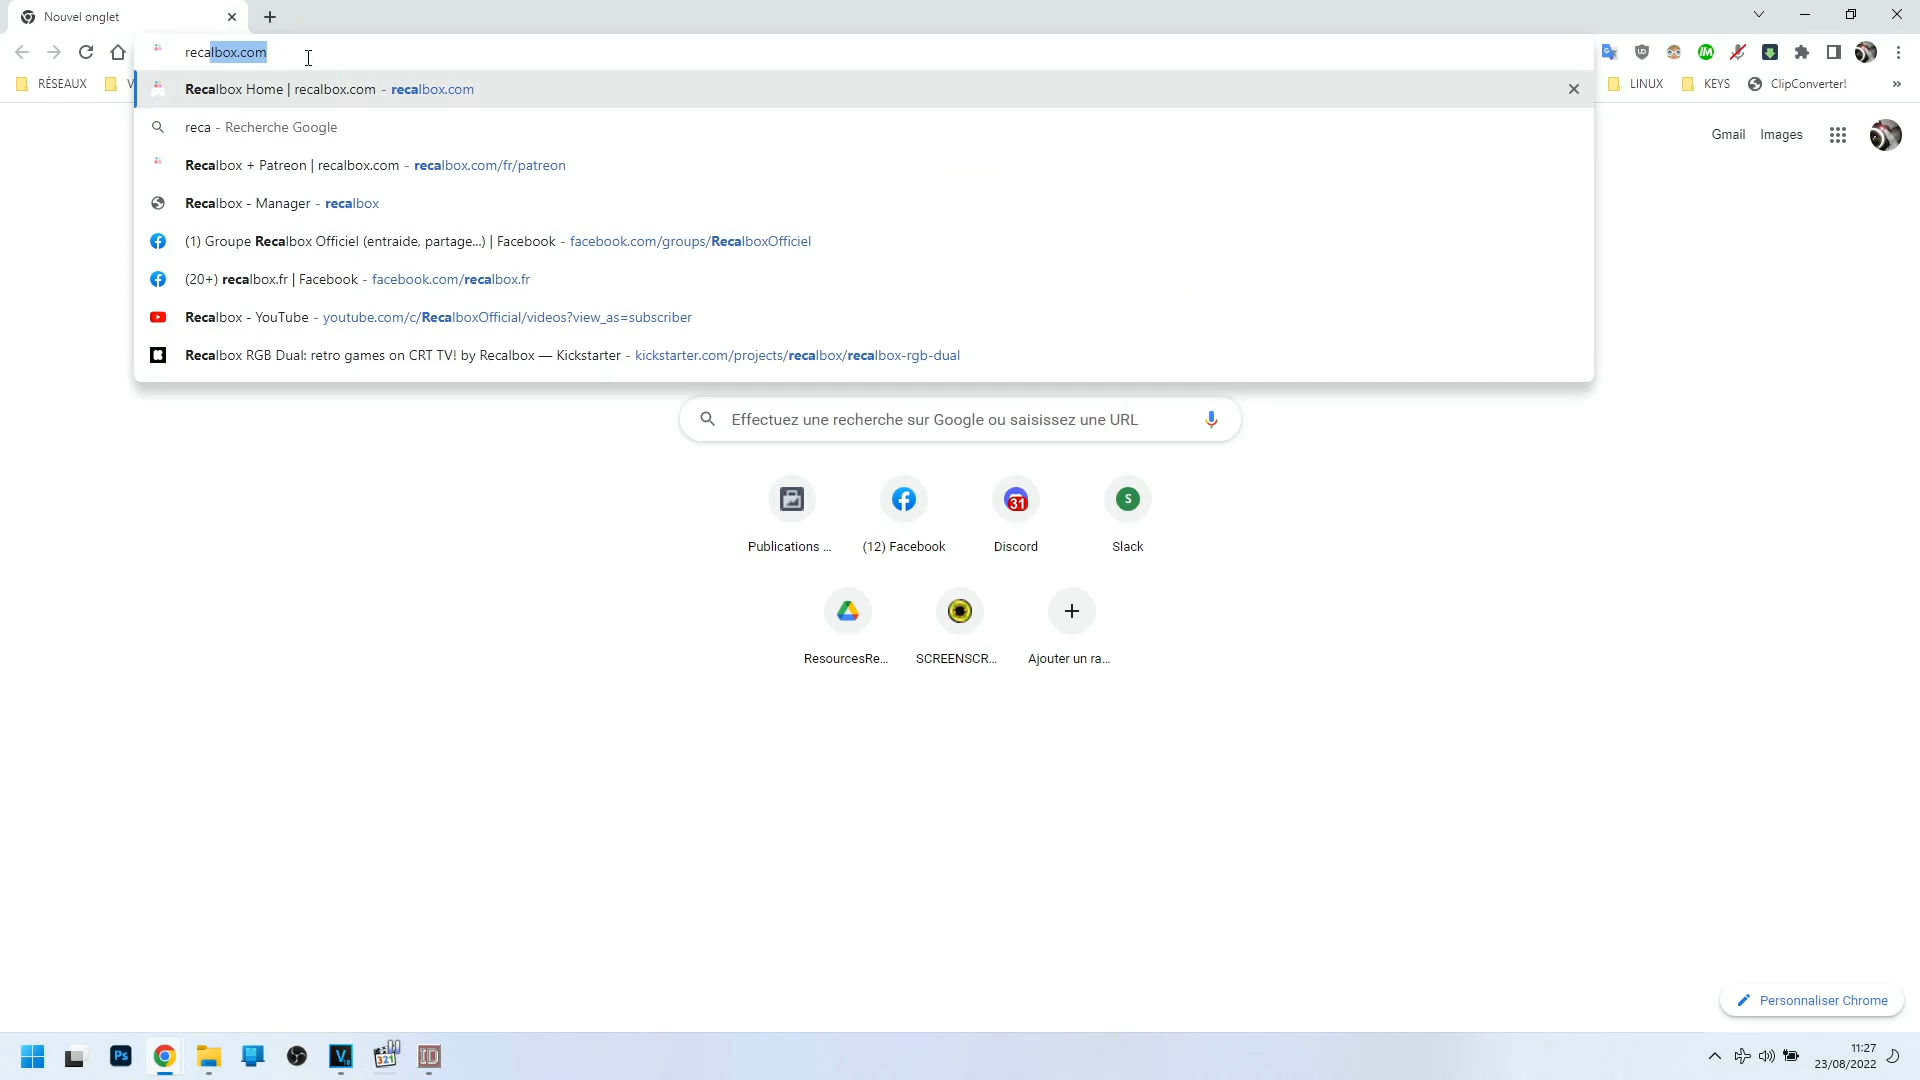 Nouvel onglet
recalbox.com
RÉSEAUX
V
LINUX
KEYS
ClipConverter!
»
Recalbox Home | recalbox.com - recalbox.com
reca - Recherche Google
Recalbox + Patreon | recalbox.com - recalbox.com/fr/patreon
Recalbox - Manager - recalbox
(1) Groupe Recalbox Officiel (entraide, partage...) | Facebook - facebook.com/groups/RecalboxOfficiel
(20+) recalbox.fr | Facebook - facebook.com/recalbox.fr
Recalbox - YouTube - youtube.com/c/RecalboxOfficial/videos?view_as=subscriber
Recalbox RGB Dual: retro games on CRT TV! by Recalbox — Kickstarter - kickstarter.com/projects/recalbox/recalbox-rgb-dual
Gmail Images
Effectuez une recherche sur Google ou saisissez une URL
31
S
Publications ...
(12) Facebook
Discord
Slack
ResourcesRe...
SCREENSCR...
Ajouter un ra...
Personnaliser Chrome
Ps
V
321
ID
11:27
23/08/2022